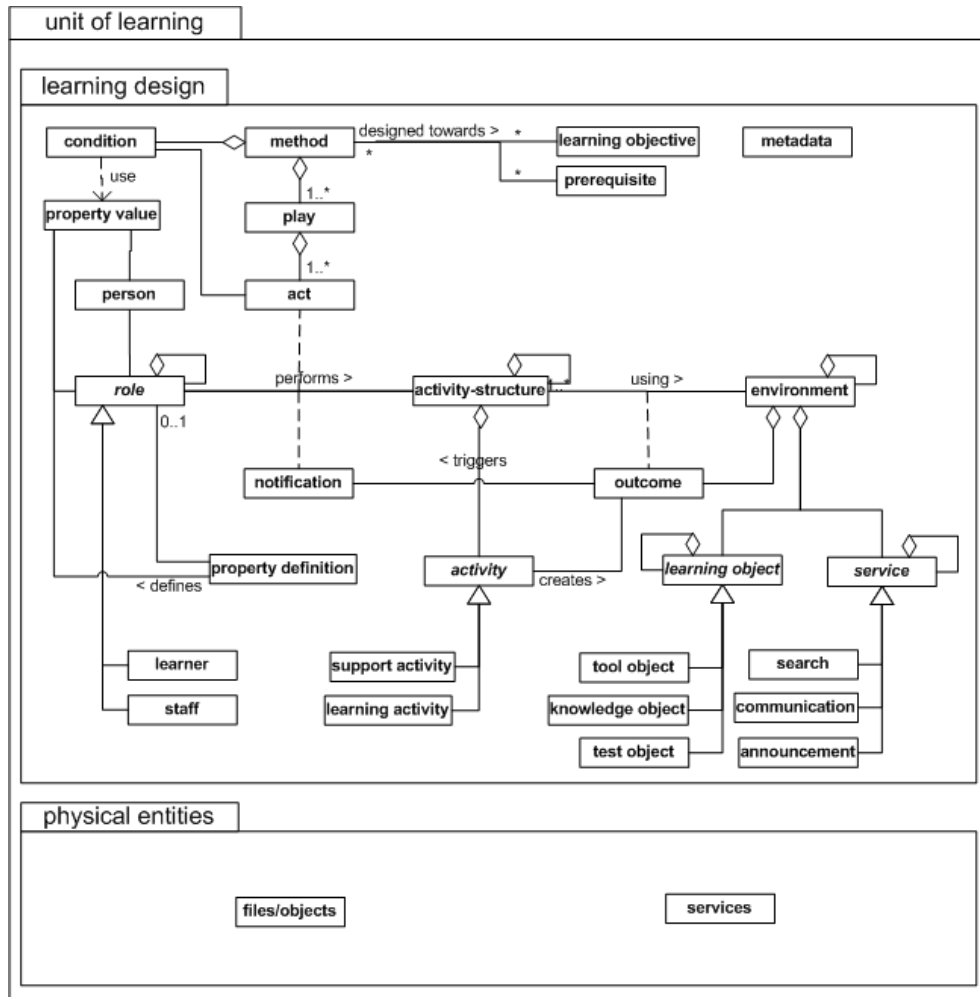 unit of learning
learning design
condition
method
designed towards >
*
*
learning objective
metadata
use
1..*
*
prerequisite
property value
play
1..*
person
act
role
performs >
activity-structure
using >
environment
0..1
< triggers
notification
outcome
property definition
activity
creates >
learning object
service
< defines
learner
support activity
tool object
search
staff
learning activity
knowledge object
communication
test object
announcement
physical entities
files/objects
services